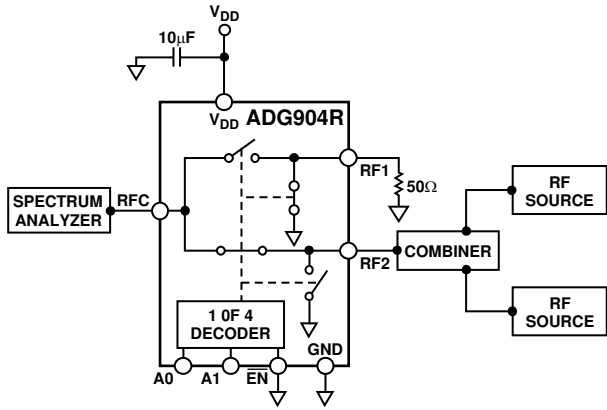 V_DD
10μF
V_DD
ADG904R
RF1
50Ω
SPECTRUM
ANALYZER
RFC
RF
SOURCE
RF2
COMBINER
1 0F 4
DECODER
RF
SOURCE
GND
A0
A1
E̅N̅